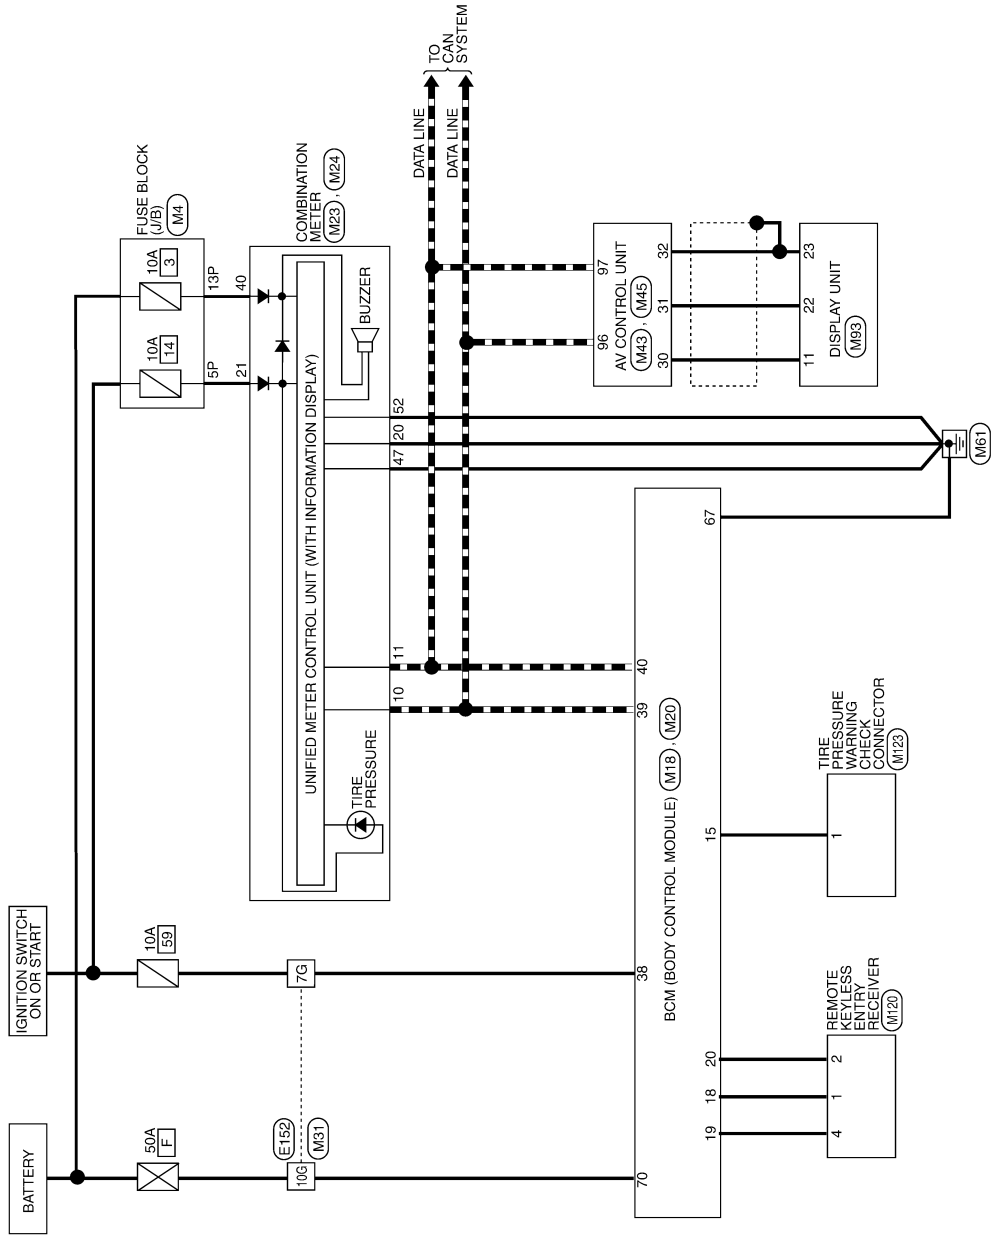 BATTERY
IGNITION SWITCH
ON OR START
50A
F
10A
59
E152
10G
M31
7G
FUSE BLOCK
(J/B)
M4
10A
14
10A
3
5P
13P
21
40
COMBINATION
METER
M23 , M24
UNIFIED METER CONTROL UNIT (WITH INFORMATION DISPLAY)
TIRE
PRESSURE
BUZZER
10
11
47
20
52
DATA LINE
DATA LINE
TO
CAN
SYSTEM
96
97
AV CONTROL UNIT
M43 , M45
30
31
32
11
22
23
DISPLAY UNIT
M93
70
38
39
40
BCM (BODY CONTROL MODULE) M18 , M20
19
18
20
15
67
M61
4
1
2
REMOTE
KEYLESS
ENTRY
RECEIVER
M120
1
TIRE
PRESSURE
WARNING
CHECK
CONNECTOR
M123